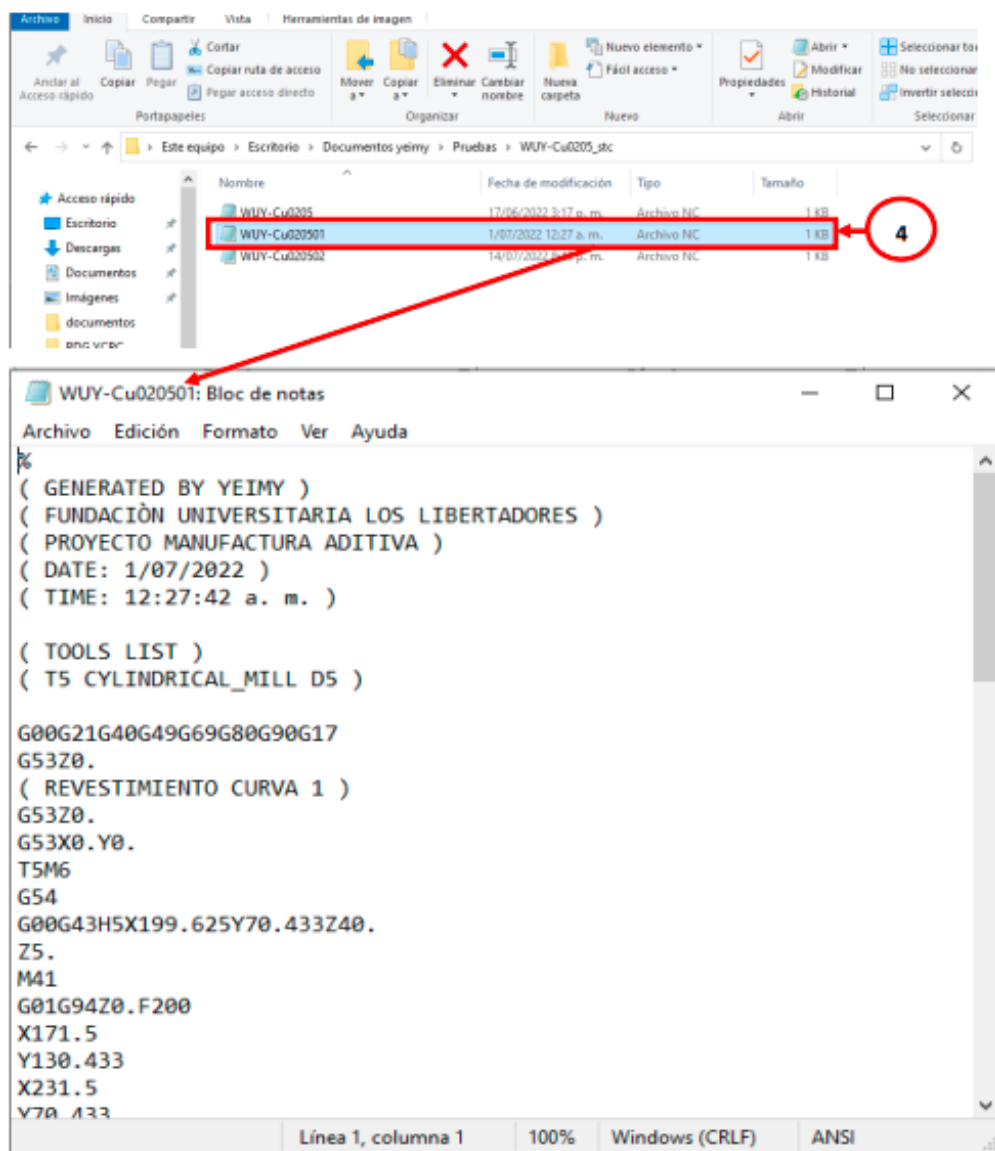 Archivo Inicio Compartir Vista Herramientas de imagen
Anclar al Acceso rápido
Copiar
Pegar
Cortar
Copiar ruta de acceso
Pegar acceso directo
Mover a
Copiar a
Eliminar
Cambiar nombre
Nueva carpeta
Nuevo elemento
Fácil acceso
Propiedades
Abrir
Modificar
Historial
Seleccionar to
No seleccionar
Invertir selecci
Portapapeles Organizar Nuevo Abrir Seleccionar
Este equipo > Escritorio > Documentos yeimy > Pruebas > WUY-Cu0205_stc
Nombre Fecha de modificación Tipo Tamaño
Acceso rápido
Escritorio
Descargas
Documentos
Imágenes
documentos
WUY-Cu0205 17/06/2022 3:17 p. m. Archivo NC 1 KB
WUY-Cu020501 1/07/2022 12:27 a. m. Archivo NC 1 KB
WUY-Cu020502 14/07/2022 p. m. Archivo NC 1 KB
4
WUY-Cu020501: Bloc de notas
Archivo Edición Formato Ver Ayuda
%
( GENERATED BY YEIMY )
( FUNDACIÒN UNIVERSITARIA LOS LIBERTADORES )
( PROYECTO MANUFACTURA ADITIVA )
( DATE: 1/07/2022 )
( TIME: 12:27:42 a. m. )
( TOOLS LIST )
( T5 CYLINDRICAL_MILL D5 )
G00G21G40G49G69G80G90G17
G53Z0.
( REVESTIMIENTO CURVA 1 )
G53Z0.
G53X0.Y0.
T5M6
G54
G00G43H5X199.625Y70.433Z40.
Z5.
M41
G01G94Z0.F200
X171.5
Y130.433
X231.5
Y70.433
Línea 1, columna 1 100% Windows (CRLF) ANSI